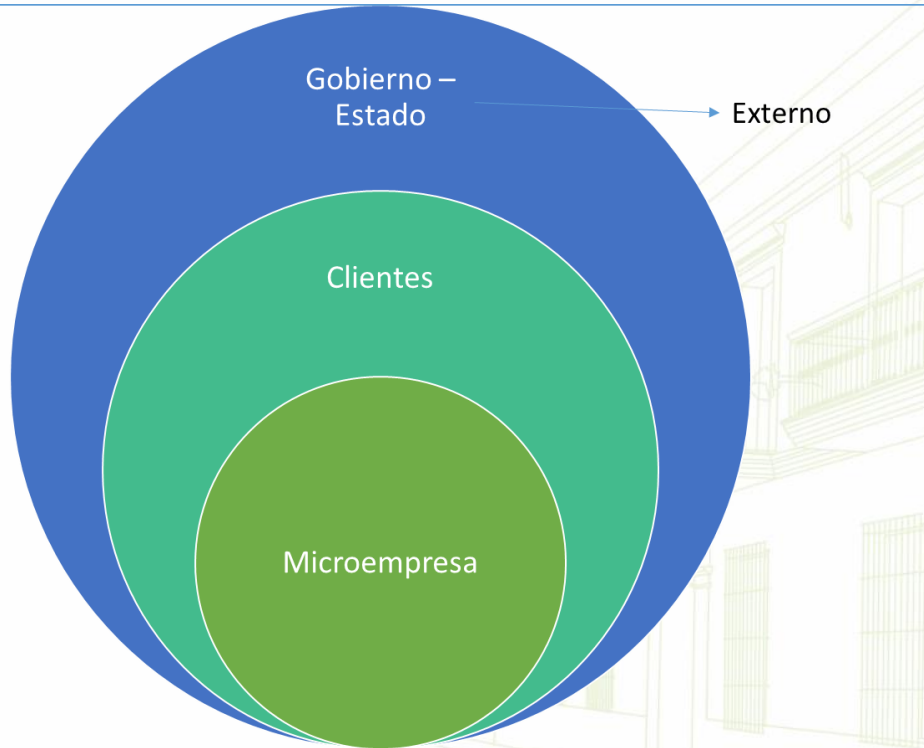 Gobierno –
Estado
Externo
Clientes
Microempresa